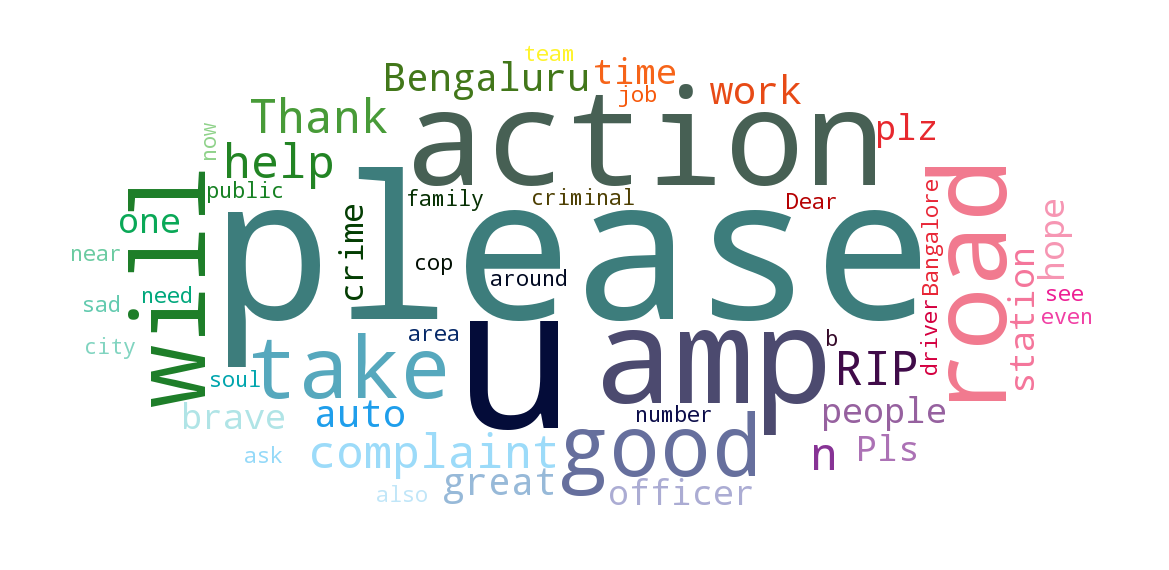 team
Bengaluru
time
job
work
Thank
action
plz
now
help
public
family
criminal
Dear
will
one
please
crime
cop
around
road
Bangalore
driver
station
hope
near
sad
need
city
see
even
soul
take
u
amp
area
b
RIP
number
brave
auto
people
complaint
good
n
Pls
ask
great
also
officer